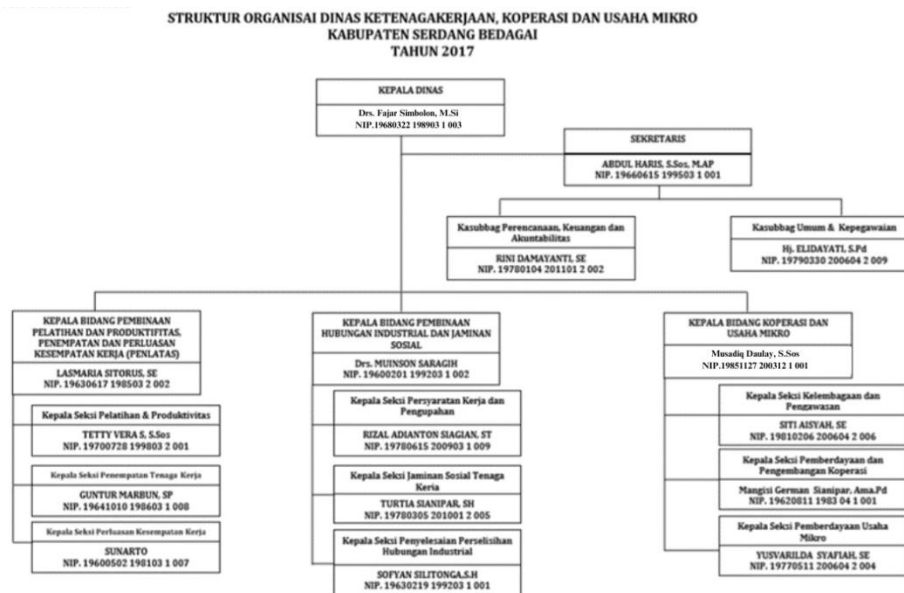 STRUKTUR ORGANISAI DINAS KETENAGAKERJAAN, KOPERASI DAN USAHA MIKRO
KABUPATEN SERDANG BEDAGAI
TAHUN 2017
KEPALA DINAS
Drs. Fajar Simbolon, M.Si
NIP.19680322 198903 1 003
SEKRETARIS
ABDUL HARIS, S.Sos, M.AP
NIP. 19660615 199503 1 001
Kasubbag Perencanaan, Keuangan dan
Akuntabilitas
RINI DAMAYANTI, SE
NIP. 19780104 201101 2 002
Kasubbag Umum & Kepegawaian
Hj. ELIDAYATI, S.Pd
NIP. 19790330 200604 2 009
KEPALA BIDANG PEMBINAAN
PELATIHAN DAN PRODUKTIFITAS,
PENEMPATAN DAN PERLUASAN
KESEMPATAN KERJA (PENLATAS)
LASMARIA SITORUS, SE
NIP. 19630617 198503 2 002
Kepala Seksi Pelatihan & Produktivitas
TETTY VERA S, S.Sos
NIP. 19700728 199803 2 001
Kepala Seksi Penempatan Tenaga Kerja
GUNTUR MARBUN, SP
NIP. 19641010 198603 1 008
Kepala Seksi Perluasan Kesempatan Kerja
SUNARTO
NIP. 19600502 198103 1 007
KEPALA BIDANG PEMBINAAN
HUBUNGAN INDUSTRIAL DAN JAMINAN
SOSIAL
Drs. MUINSON SARAGIH
NIP. 19600201 199203 1 002
Kepala Seksi Persyaratan Kerja dan
Pengupahan
RIZAL ADIANTON SIAGIAN, ST
NIP. 19780615 200903 1 009
Kepala Seksi Jaminan Sosial Tenaga
Kerja
TURTIA SIANIPAR, SH
NIP. 19780305 201001 2 005
Kepala Seksi Penyelesaian Perselisihan
Hubungan Industrial
SOFYAN SILITONGA,S.H
NIP. 19630219 199203 1 001
KEPALA BIDANG KOPERASI DAN
USAHA MIKRO
Musadiq Daulay, S.Sos
NIP.19851127 200312 1 001
Kepala Seksi Kelembagaan dan
Pengawasan
SITI AISYAH, SE
NIP. 19810206 200604 2 006
Kepala Seksi Pemberdayaan dan
Pengembangan Koperasi
Mangisi German Sianipar, Ama.Pd
NIP. 19620811 1983 04 1 001
Kepala Seksi Pemberdayaan Usaha
Mikro
YUSVARILDA SYAFIAH, SE
NIP. 19770511 200604 2 004